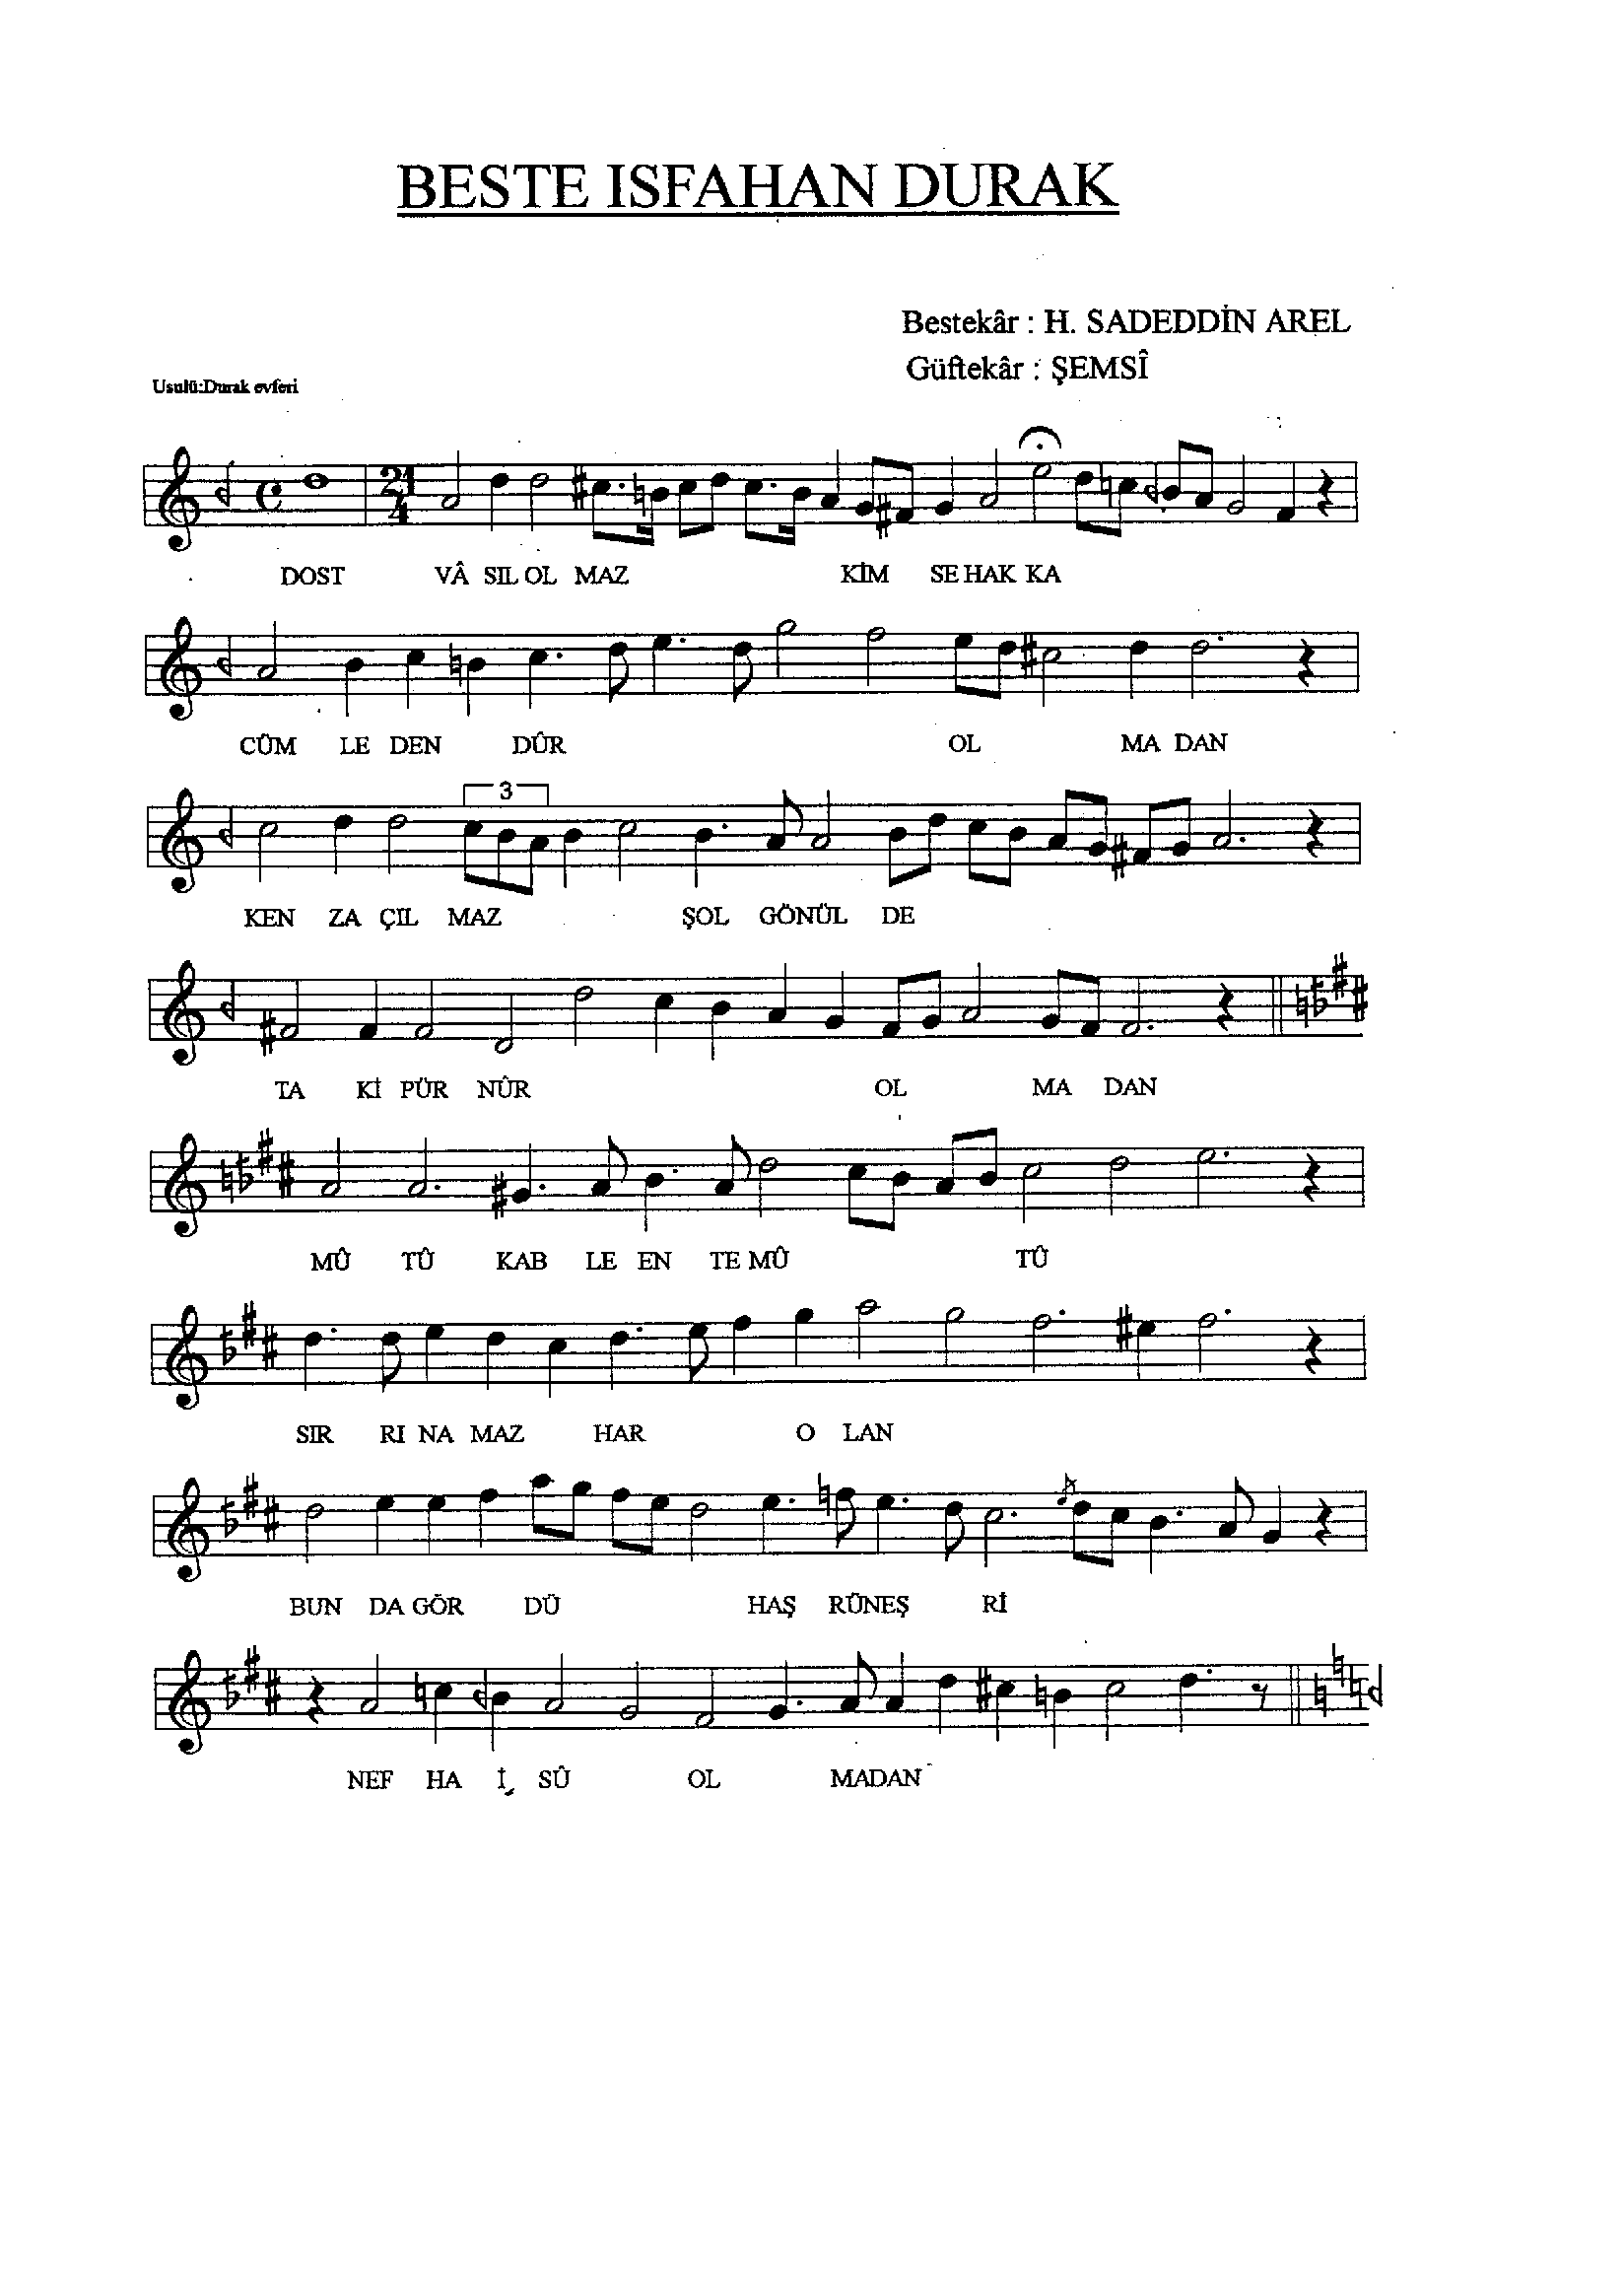 BESTE ISFAHAN DURAK
Bestekâr : H. SADEDDİN AREL
Güftekâr : ŞEMSÎ
Usulü:Durak evferi
21
4
DOST VÂ SIL OL MAZ KİM SE HAK KA
CÜM LE DEN DÛR OL MA DAN
3
KEN ZA ÇIL MAZ ŞOL GÖNÜL DE
TA Kİ PÜR NÛR OL MA DAN
MÛ TÛ KAB LE EN TE MÛ TÛ
SIR RI NA MAZ HAR O LAN
BUN DA GÖR DÜ HAŞ RÜNEŞ Rİ
NEF HA İ SÛ OL MADAN